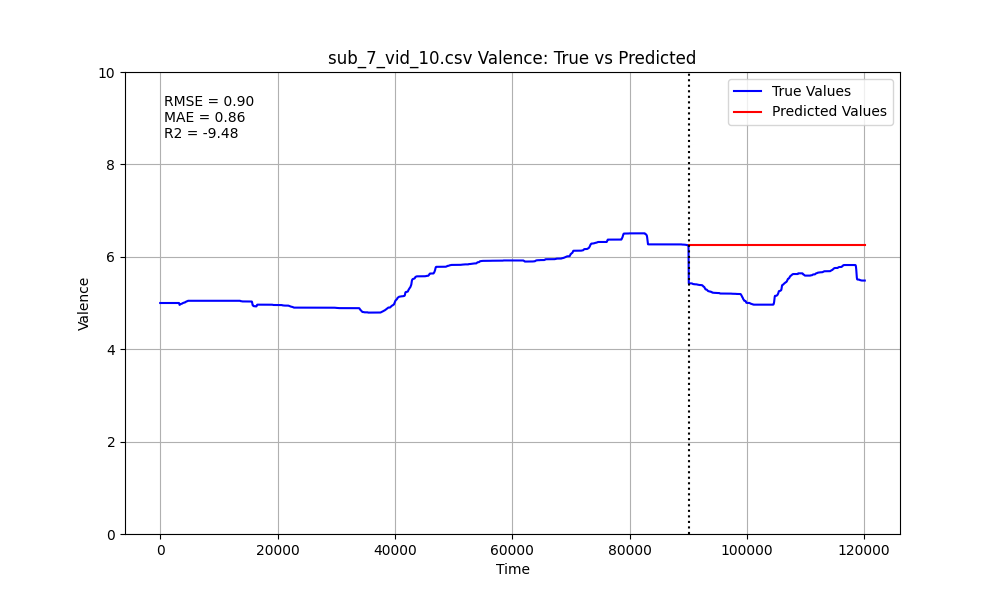 sub_7_vid_10.csv Valence: True vs Predicted
10
8
6
4
2
0
Valence
RMSE = 0.90
MAE = 0.86
R2 = -9.48
True Values
Predicted Values
0
20000
40000
60000
80000
100000
120000
Time